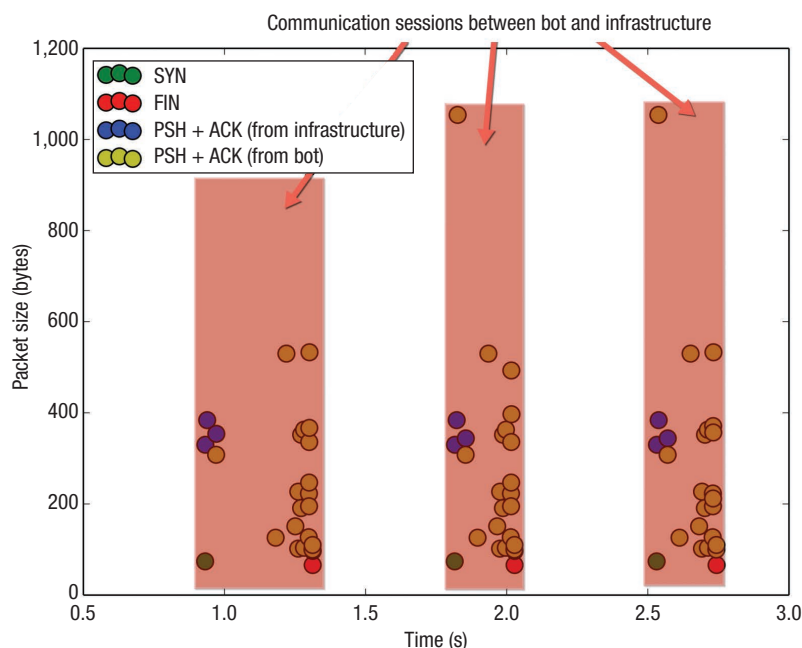 Communication sessions between bot and infrastructure
1,200
1,000
800
600
400
200
0
Packet size (bytes)
SYN
FIN
PSH + ACK (from infrastructure)
PSH + ACK (from bot)
0.5
1.0
1.5
2.0
2.5
3.0
Time (s)